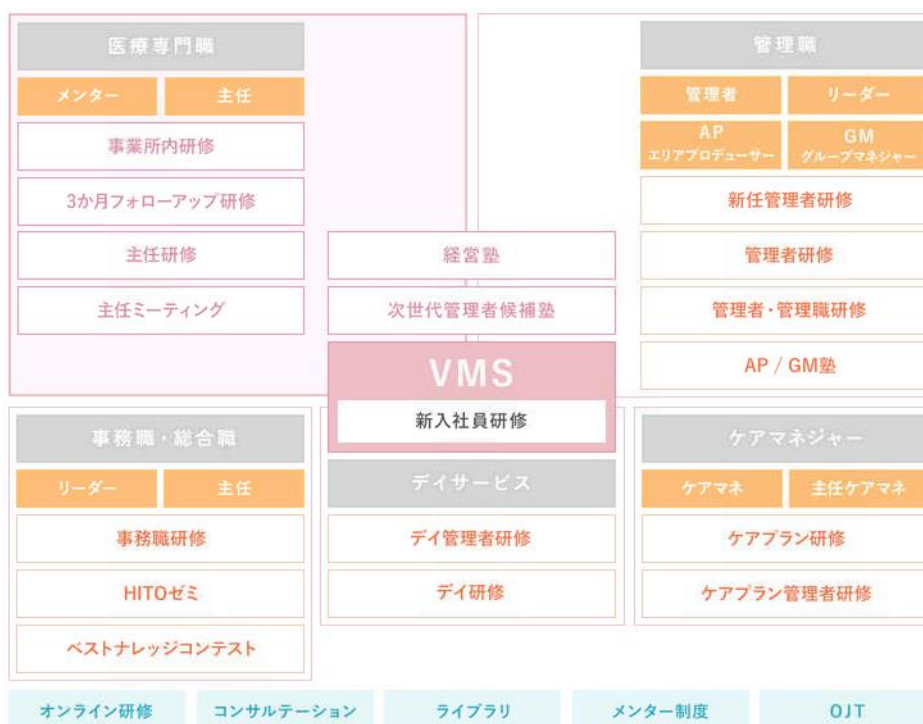 医療専門職
メンター
主任
事業所内研修
3か月フォローアップ研修
主任研修
主任ミーティング
経営塾
次世代管理者候補塾
VMS
新入社員研修
管理職
管理者
リーダー
AP
エリアプロデューサー
GM
グループマネジャー
新任管理者研修
管理者研修
管理者・管理職研修
AP / GM塾
事務職・総合職
リーダー
主任
事務職研修
HITOゼミ
ベストナレッジコンテスト
デイサービス
デイ管理者研修
デイ研修
ケアマネジャー
ケアマネ
主任ケアマネ
ケアプラン研修
ケアプラン管理者研修
オンライン研修
コンサルテーション
ライブラリ
メンター制度
OJT